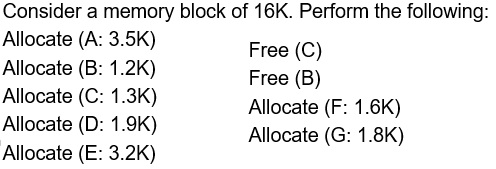 Consider a memory block of 16K. Perform the following:
Allocate (A: 3.5K)
Allocate (B: 1.2K)
Allocate (C: 1.3K)
Allocate (D: 1.9K)
Allocate (E: 3.2K)
Free (C)
Free (B)
Allocate (F: 1.6K)
Allocate (G: 1.8K)